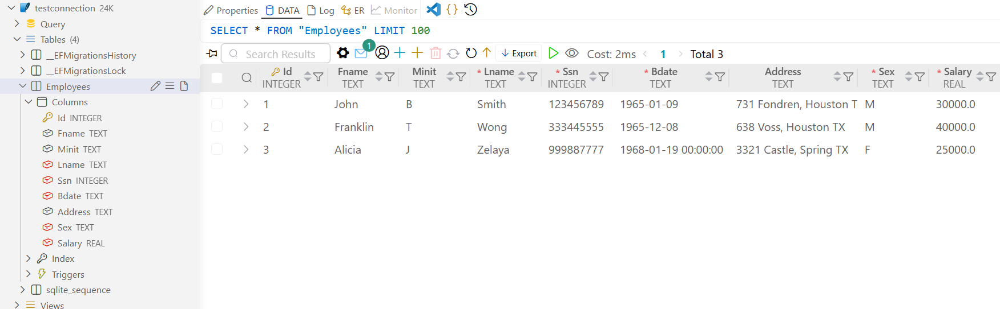 testconnection 24K
Query
Tables (4)
__EFMigrationsHistory
__EFMigrationsLock
Employees
Columns
Id INTEGER
Fname TEXT
Minit TEXT
Lname TEXT
Ssn INTEGER
Bdate TEXT
Address TEXT
Sex TEXT
Salary REAL
Index
Triggers
sqlite_sequence
Views
Properties DATA Log ER Monitor {}
SELECT * FROM "Employees" LIMIT 100
Search Results 1 Export Cost: 2ms 1 Total 3
Id Fname Minit * Lname * Ssn * Bdate Address * Sex * Salary
INTEGER TEXT TEXT TEXT INTEGER TEXT TEXT TEXT REAL
1 John B Smith 123456789 1965-01-09 731 Fondren, Houston T M 30000.0
2 Franklin T Wong 333445555 1965-12-08 638 Voss, Houston TX M 40000.0
3 Alicia J Zelaya 999887777 1968-01-19 00:00:00 3321 Castle, Spring TX F 25000.0